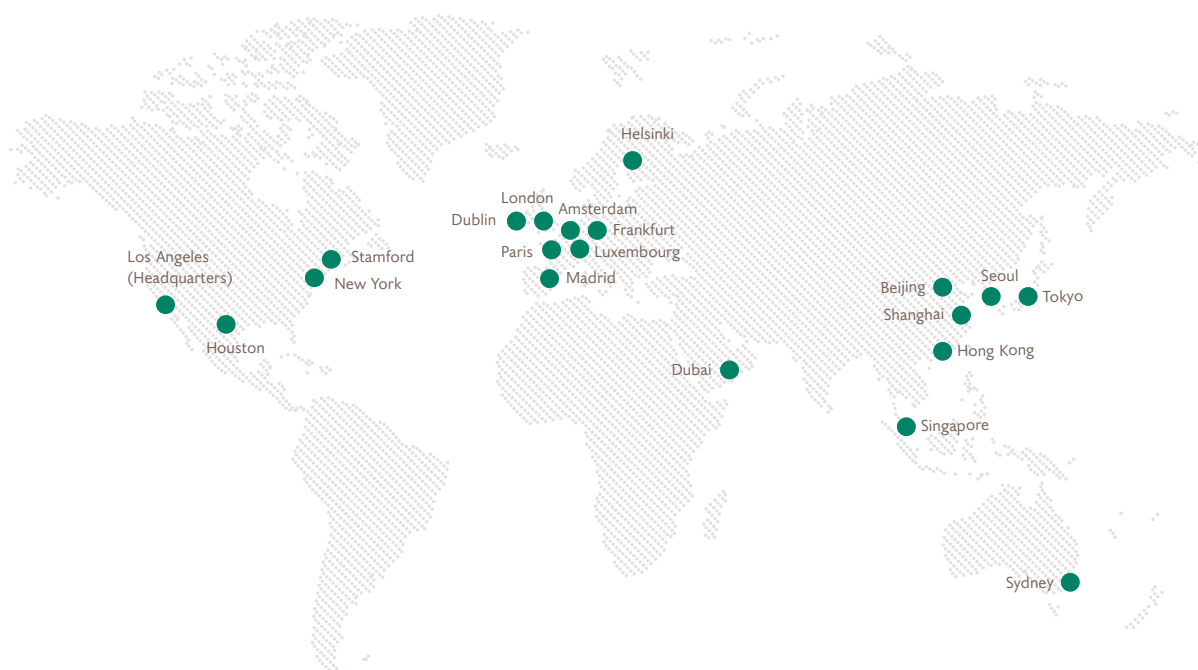 Helsinki
London
Amsterdam
Dublin
Frankfurt
Paris
Luxembourg
Madrid
Los Angeles
(Headquarters)
Stamford
New York
Houston
Beijing
Seoul
Tokyo
Shanghai
Hong Kong
Dubai
Singapore
Sydney